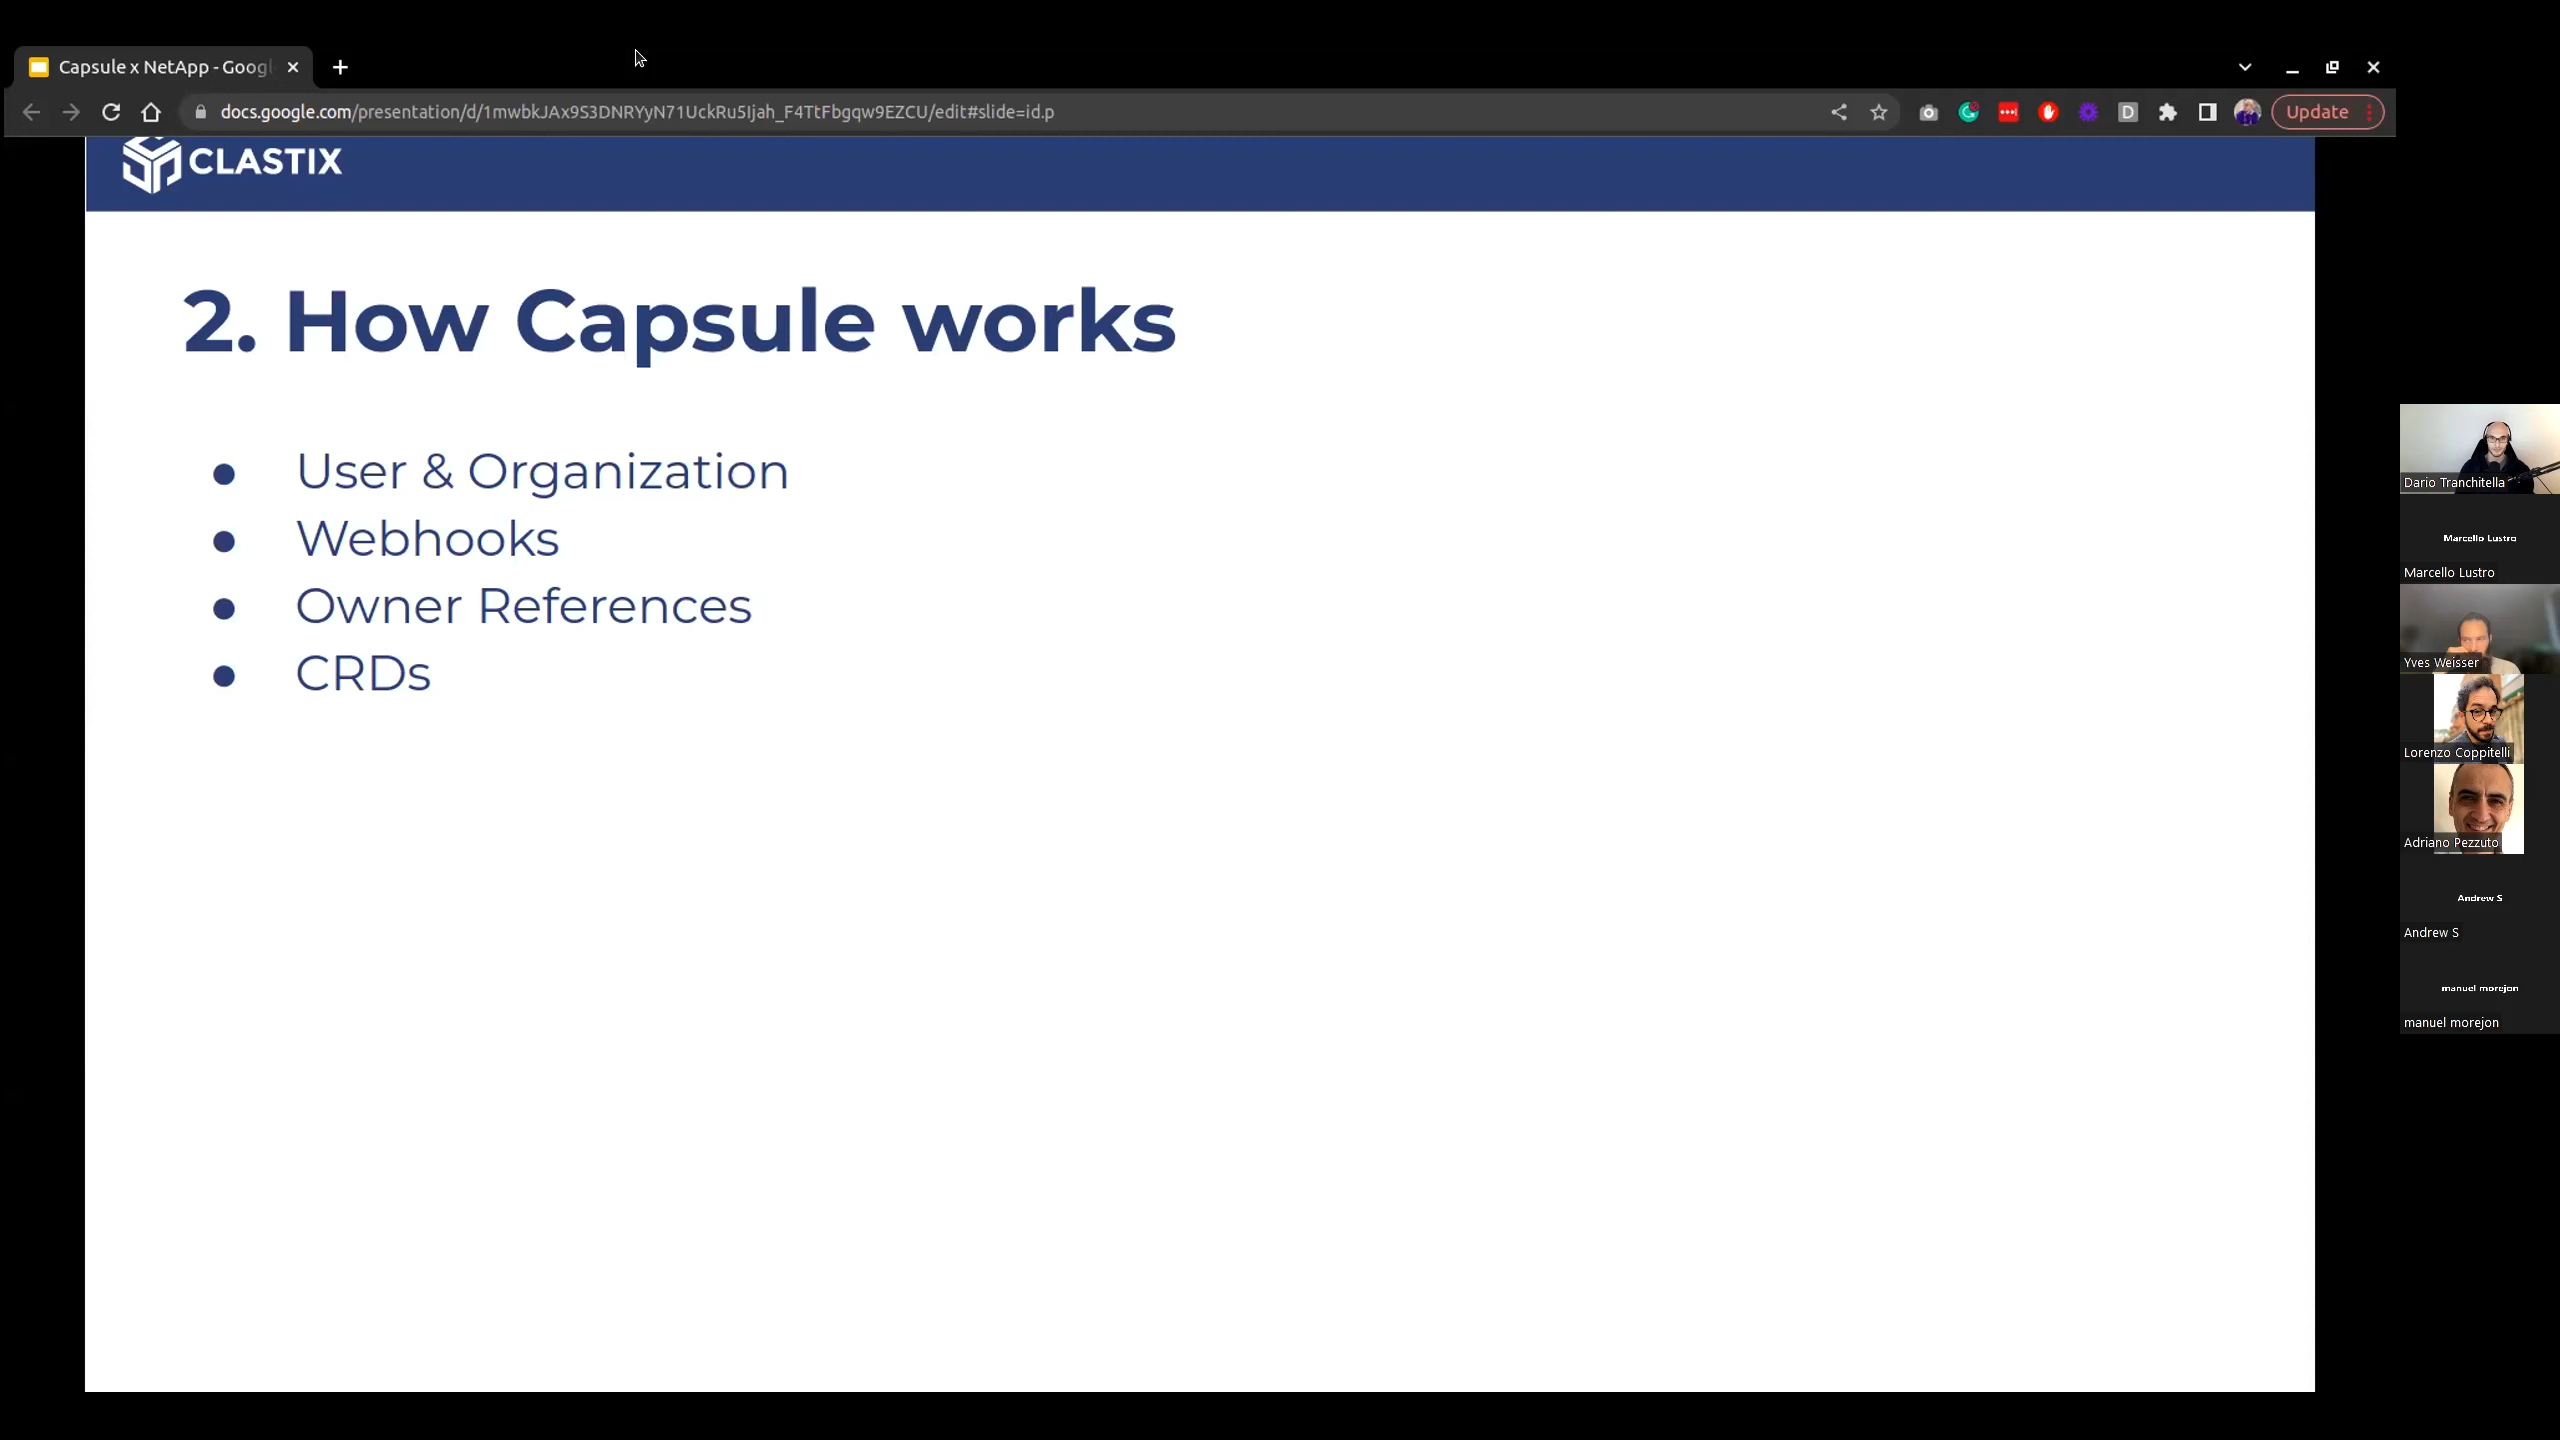 Capsule x NetApp - Googl
docs.google.com/presentation/d/1mwbkJAx9S3DNRYyN71UckRu5Ijah_F4TtFbgqw9EZCU/edit#slide=id.p
Update
CLASTIX
2. How Capsule works
● User & Organization
● Webhooks
● Owner References
● CRDs
Dario Tranchitella
Marcello Lustro
Marcello Lustro
Yves Weisser
Lorenzo Coppitelli
Adriano Pezzuto
Andrew S
Andrew S
manuel morejon
manuel morejon